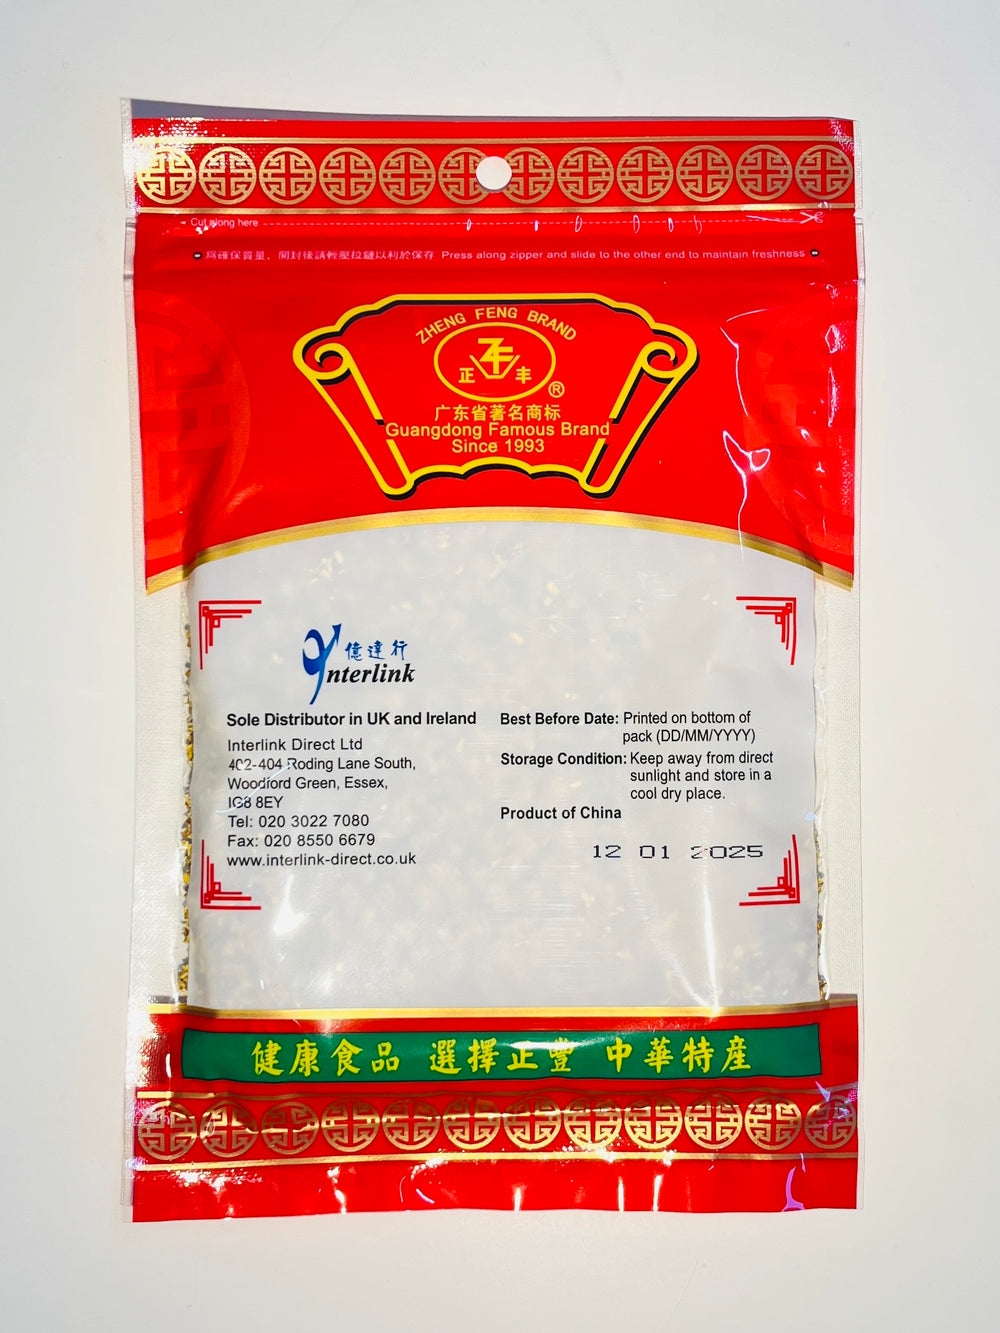 Cut along here
爲確保質量，開封後請輕壓拉鏈以利於保存 Press along zipper and slide to the other end to maintain freshness
ZHENG FENG BRAND
正 丰
®
广东省著名商标
Guangdong Famous Brand
Since 1993
億達行
Interlink
Sole Distributor in UK and Ireland
Interlink Direct Ltd
402-404 Roding Lane South,
Woodford Green, Essex,
IG8 8EY
Tel: 020 3022 7080
Fax: 020 8550 6679
www.interlink-direct.co.uk
Best Before Date: Printed on bottom of
pack (DD/MM/YYYY)
Storage Condition: Keep away from direct
sunlight and store in a
cool dry place.
Product of China
12 01 2025
健康食品 選擇正豐 中華特産